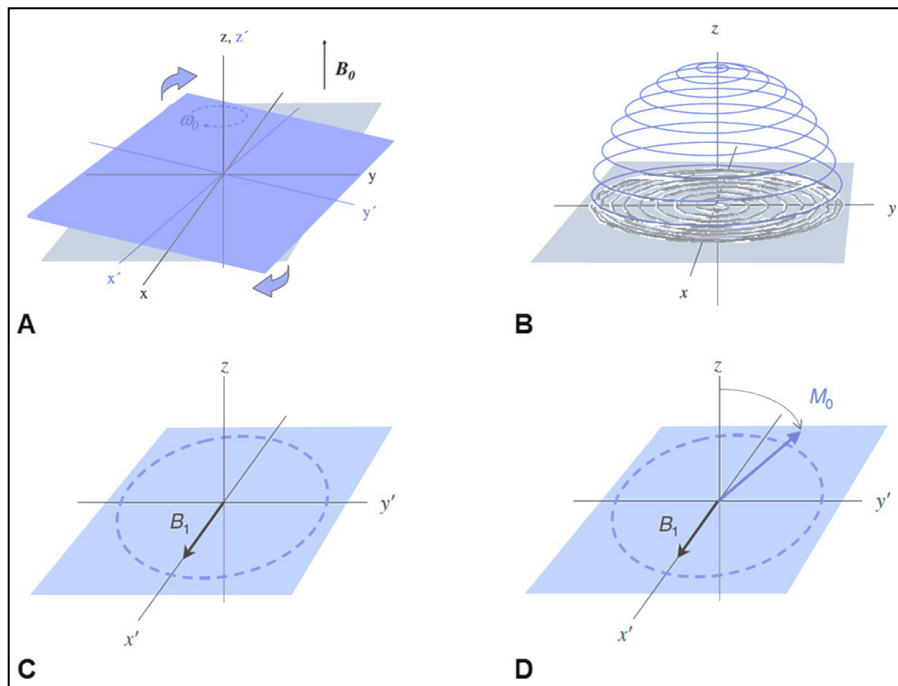 z, z´
B₀
ω₀
y
y´
x´
x
A
z
y
x
B
z
B₁
y′
x′
C
z
M₀
B₁
y′
x′
D